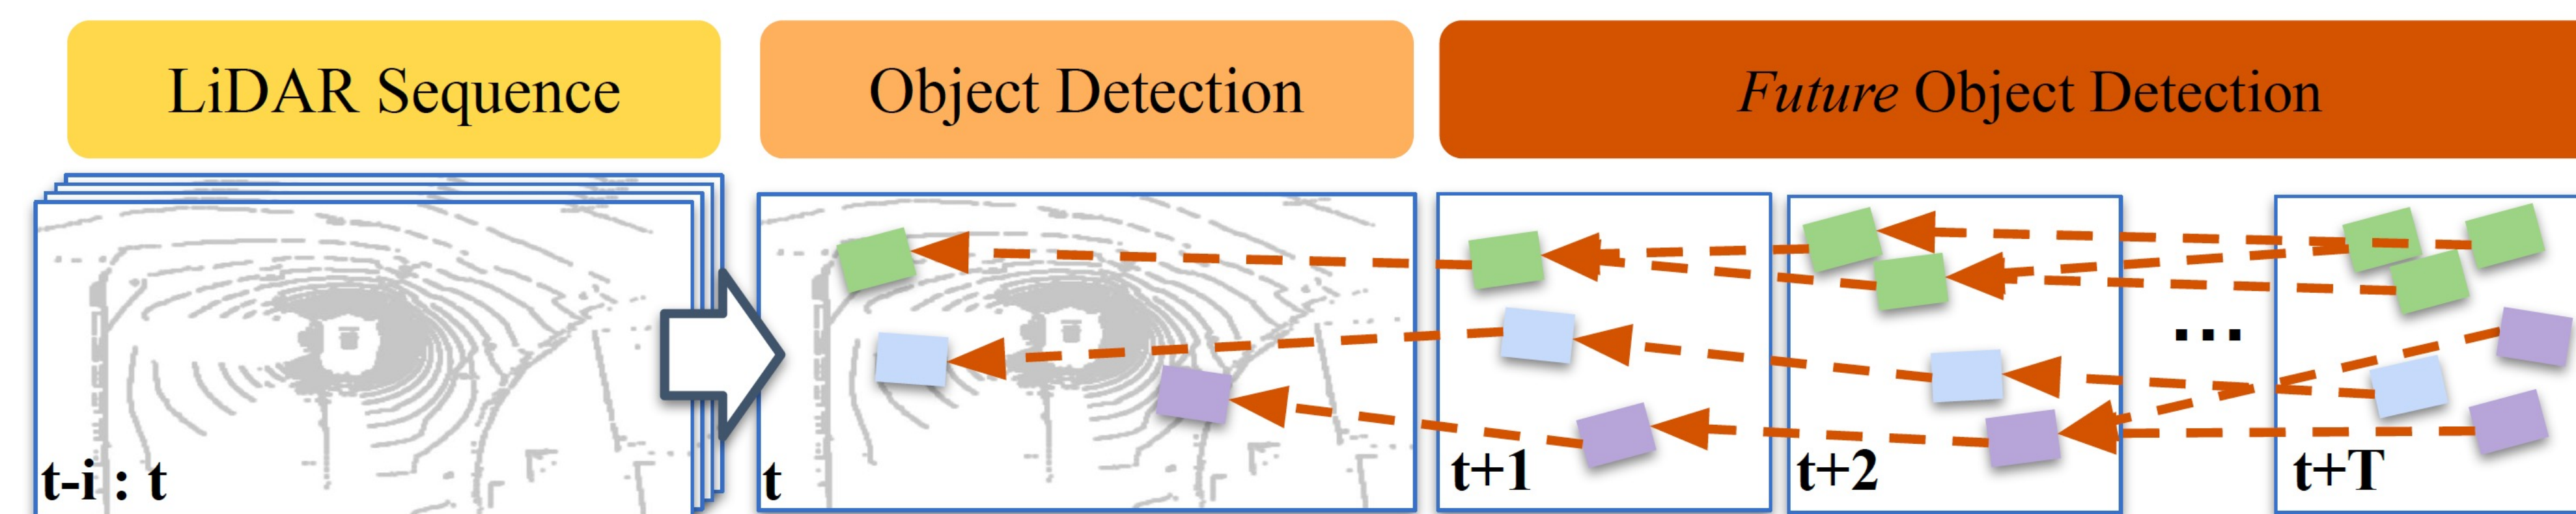 LiDAR Sequence
Object Detection
Future Object Detection
t-i : t
t
t+1
t+2
...
t+T